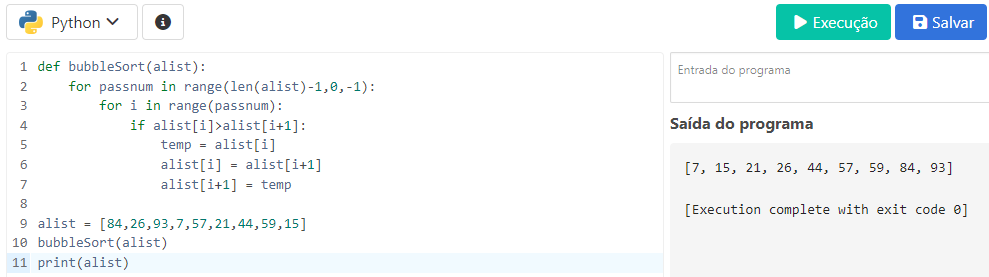 Python
Execução
Salvar
1 def bubbleSort(alist):
2     for passnum in range(len(alist)-1,0,-1):
3         for i in range(passnum):
4             if alist[i]>alist[i+1]:
5                 temp = alist[i]
6                 alist[i] = alist[i+1]
7                 alist[i+1] = temp
8
9 alist = [84,26,93,7,57,21,44,59,15]
10 bubbleSort(alist)
11 print(alist)
Entrada do programa
Saída do programa
[7, 15, 21, 26, 44, 57, 59, 84, 93]
[Execution complete with exit code 0]